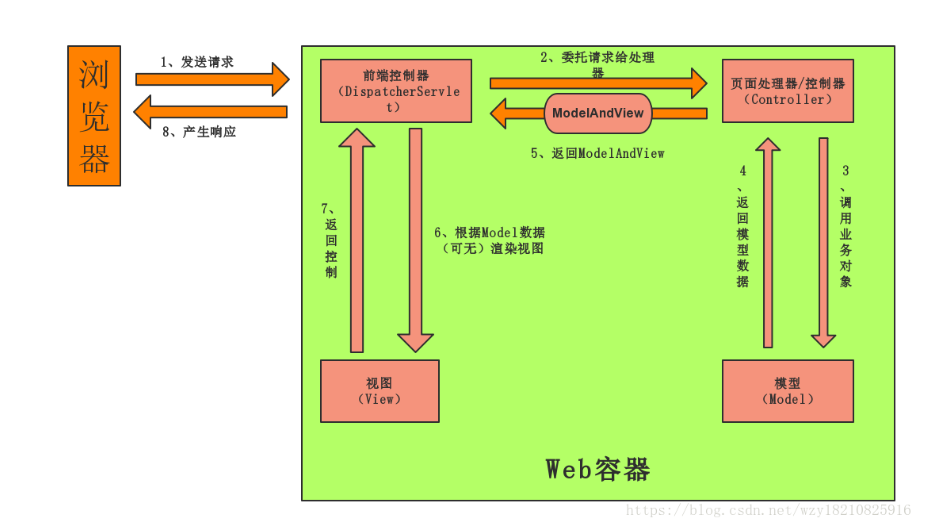 浏览器
1、发送请求
8、产生响应
前端控制器
（DispatcherServle
t）
2、委托请求给处理
器
ModelAndView
5、返回ModelAndView
页面处理器/控制器
（Controller）
7、返回控制
6、根据Model数据
（可无）渲染视图
4、返回模型数据
3、调用业务对象
视图
（View）
模型
（Model）
Web容器
https://blog.csdn.net/wzy18210825916